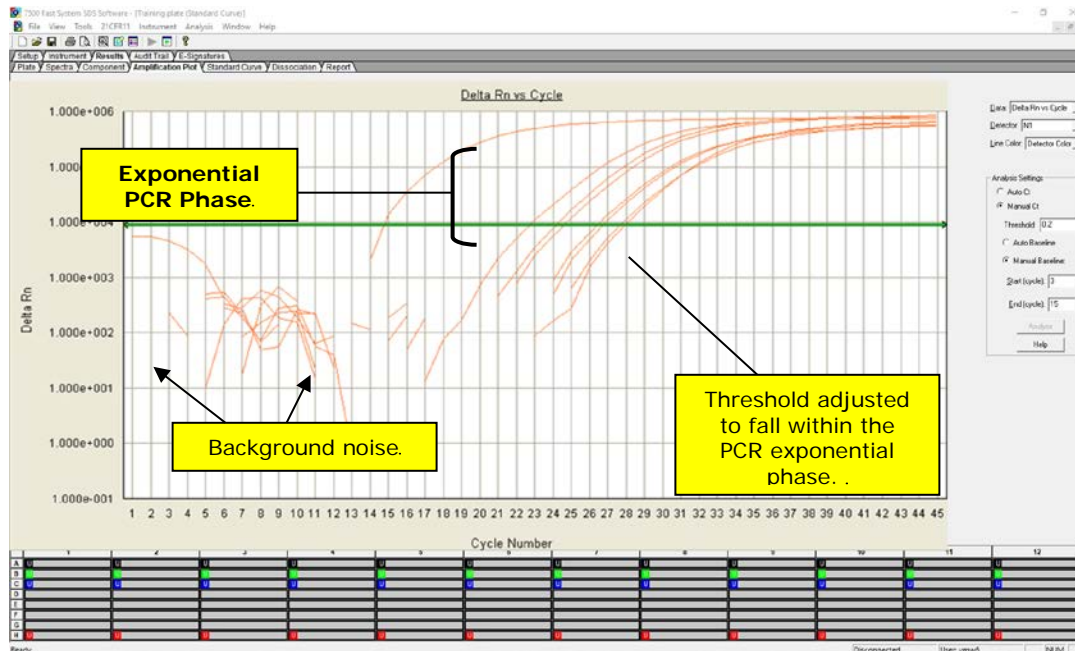 7500 Fast System SDS Software - [Training plate (Standard Curve)]
File View Tools 21CFR11 Instrument Analysis Window Help
Setup Instrument Results Audit Trail E-Signatures
Plate Spectra Component Amplification Plot Standard Curve Dissociation Report
Delta Rn vs Cycle
1.000e+006
1.000e+004
1.000e+003
1.000e+002
1.000e+001
1.000e+000
1.000e-001
Delta Rn
Exponential
PCR Phase.
Background noise.
Threshold adjusted
to fall within the
PCR exponential
phase. .
1 2 3 4 5 6 7 8 9 10 11 12 13 14 15 16 17 18 19 20 21 22 23 24 25 26 27 28 29 30 31 32 33 34 35 36 37 38 39 40 41 42 43 44 45
Cycle Number
Data: Delta Rn vs Cycle
Detector: N1
Line Color: Detector Color
Analysis Settings
Auto Ct
Manual Ct
Threshold: 0.2
Auto Baseline
Manual Baseline:
Start (cycle): 3
End (cycle): 15
Analyze
Help
1 2 3 4 5 6 7 8 9 10 11 12
A U U U U U U U U U U U U
B
C U U U U U U U U U U U U
D
E
F
G
H U U U U U U U U U U U U
Ready
Disconnected
NUM